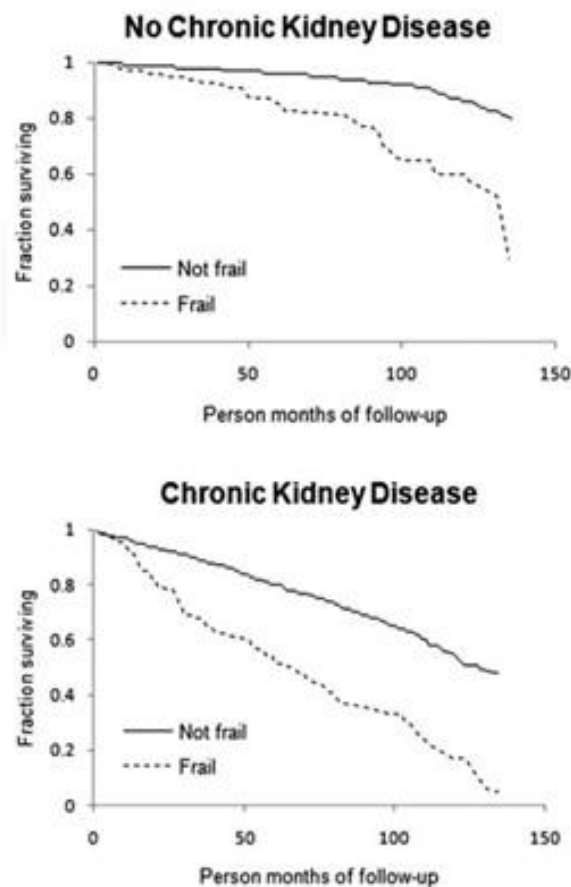 No Chronic Kidney Disease
Fraction surviving
1
0.8
0.6
0.4
0.2
0
Not frail
Frail
0 50 100 150
Person months of follow-up
Chronic Kidney Disease
Fraction surviving
1
0.8
0.6
0.4
0.2
0
Not frail
Frail
0 50 100 150
Person months of follow-up